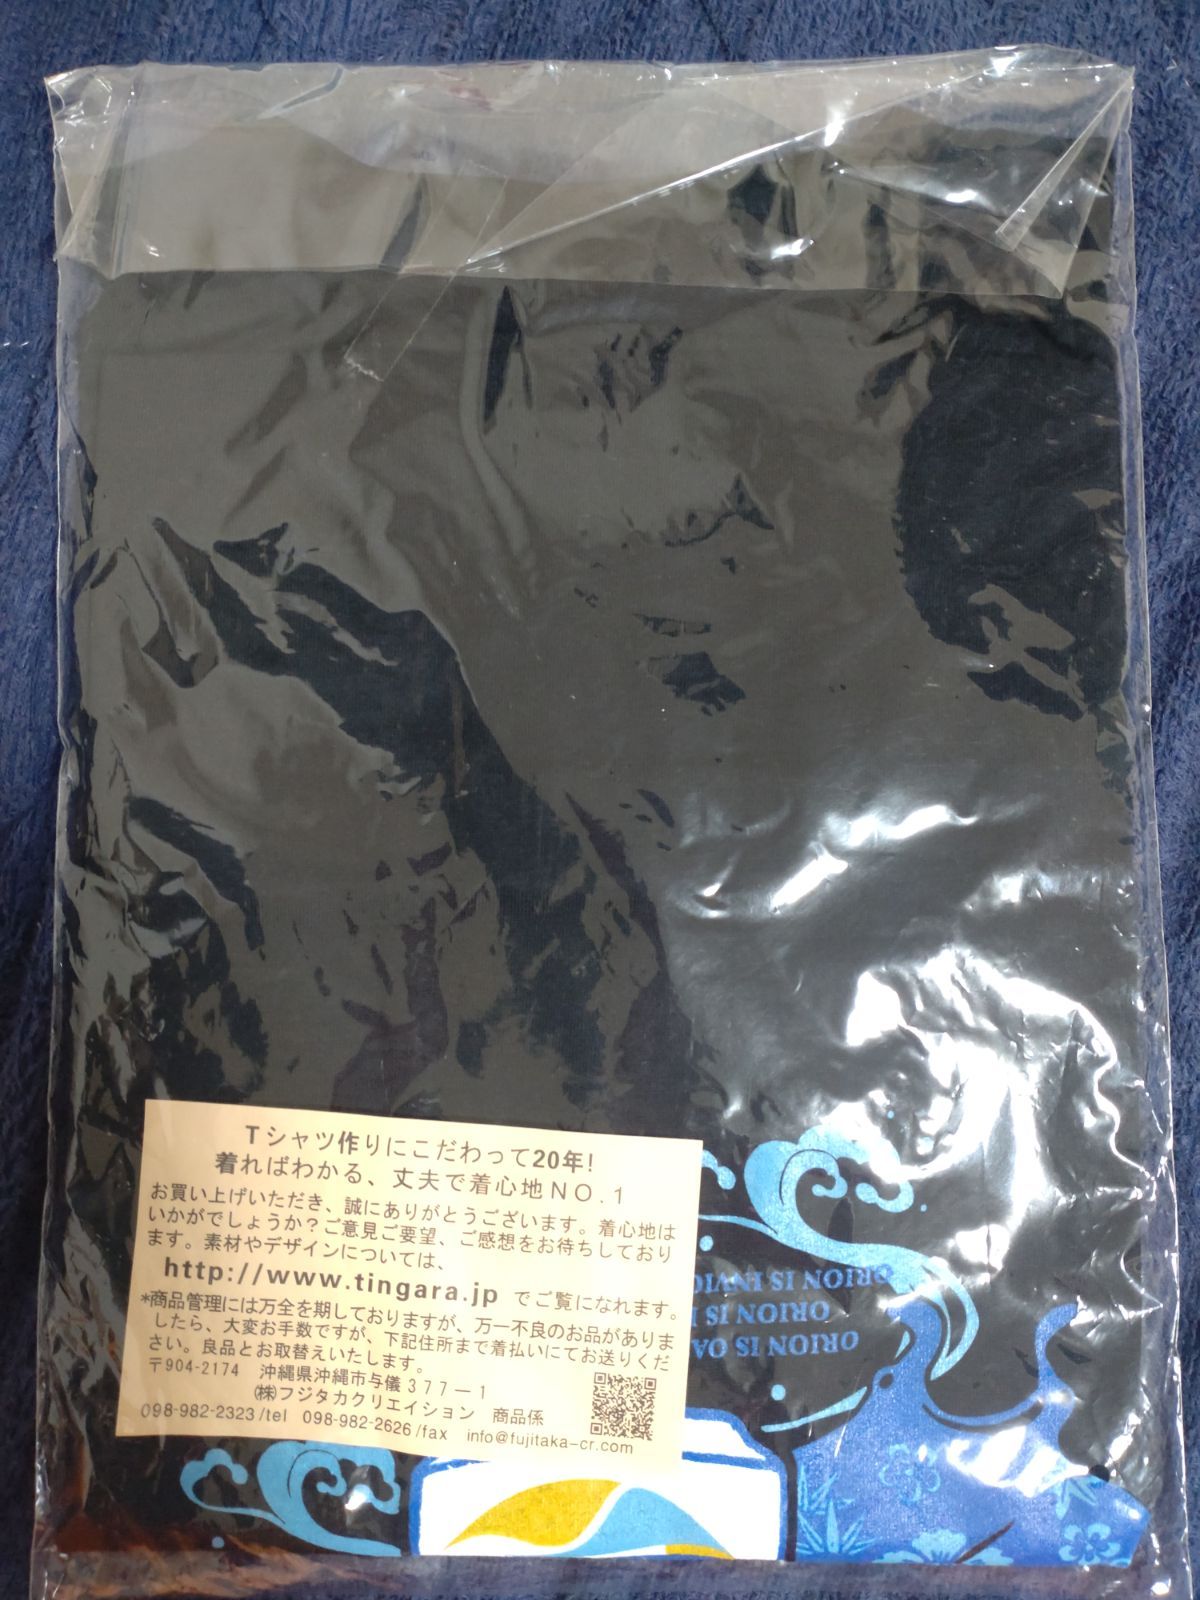 Tシャツ作りにこだわって20年!
着ればわかる、丈夫で着心地NO.1
お買い上げいただき、誠にありがとうございます。着心地は
いかがでしょうか?ご意見ご要望、ご感想をお待ちしており
ます。素材やデザインについては、
http://www.tingara.jp でご覧になれます。
*商品管理には万全を期しておりますが、万一不良のお品がありま
したら、大変お手数ですが、下記住所まで着払いにてお送りくだ
さい。良品とお取替えいたします。
〒904-2174 沖縄県沖縄市与儀377－1
㈱フジタカクリエイション 商品係
098-982-2323/tel 098-982-2626/fax info@fujitaka-cr.com
ORION IS
ORION IS
ORION IS